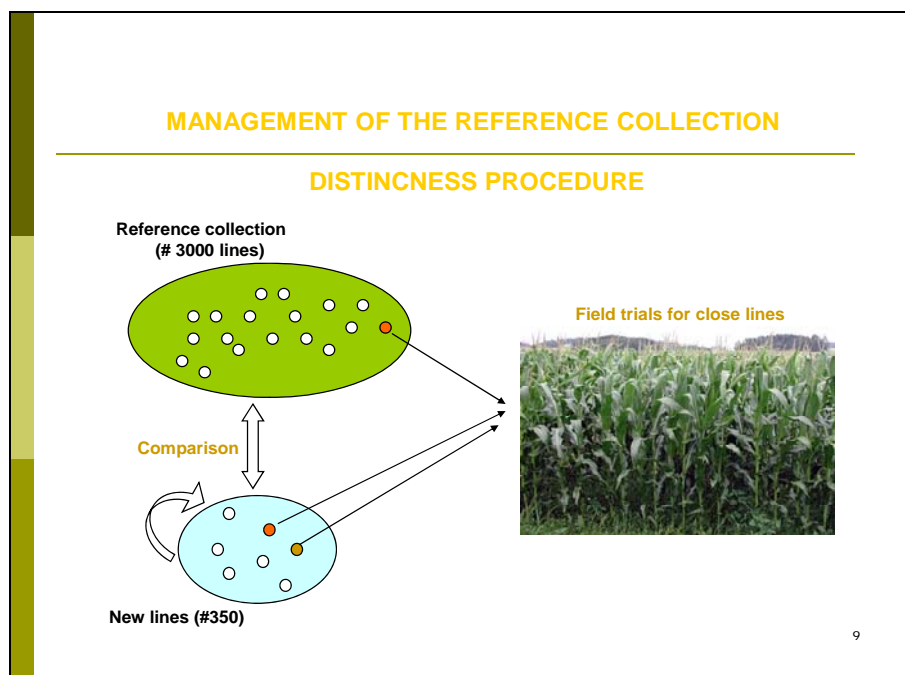 MANAGEMENT OF THE REFERENCE COLLECTION
DISTINCNESS PROCEDURE
Reference collection
(# 3000 lines)
Field trials for close lines
Comparison
New lines (#350)
9